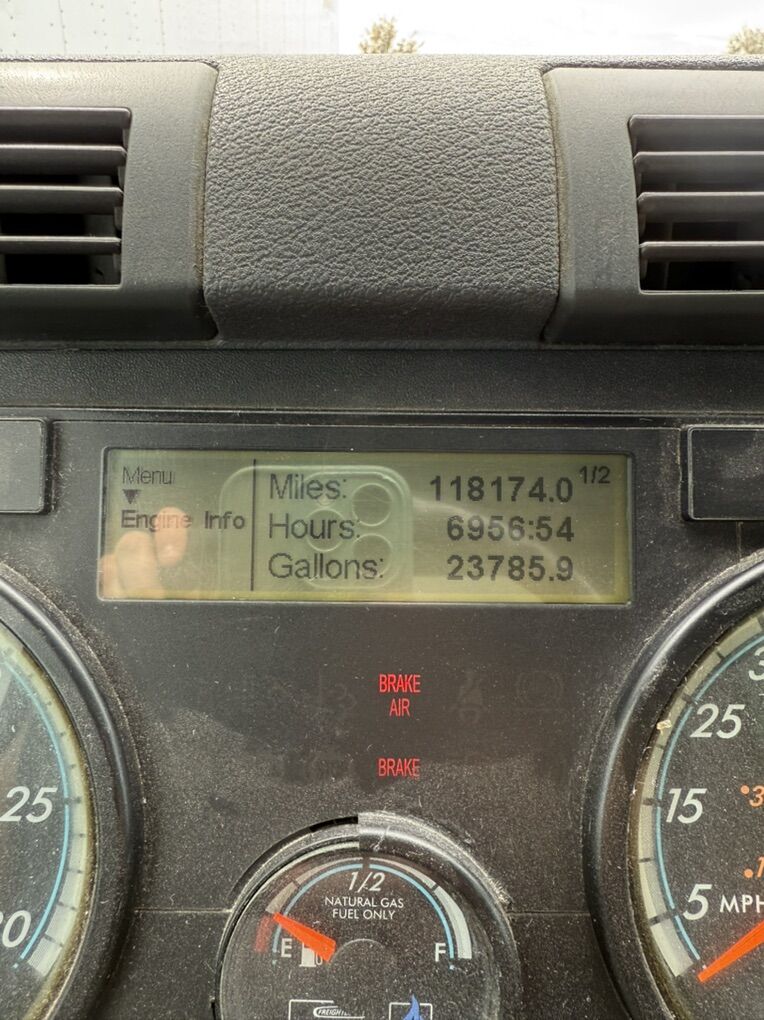 Menu
Engine Info
Miles: 118174.0 1/2
Hours: 6956:54
Gallons: 23785.9
BRAKE
AIR
BRAKE
25
25
15
5 MPH
1/2
NATURAL GAS
FUEL ONLY
E F